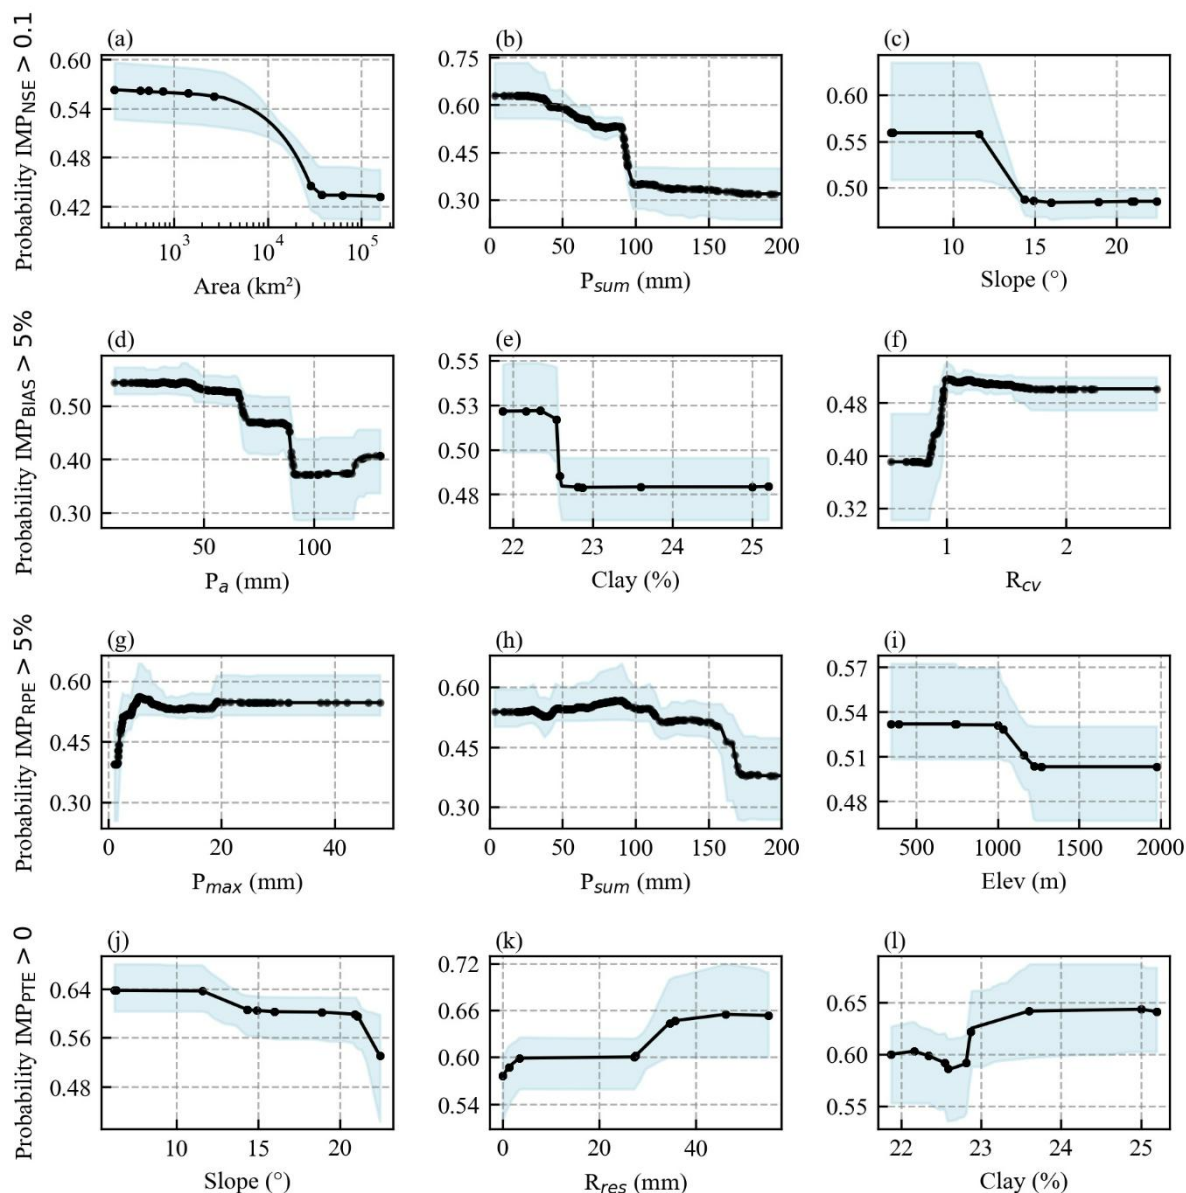 Probability IMP_NSE > 0.1
(a)
0.60
0.54
0.48
0.42
10³ 10⁴ 10⁵
Area (km²)
(b)
0.75
0.60
0.45
0.30
0 50 100 150 200
P_sum (mm)
(c)
0.60
0.55
0.50
10 15 20
Slope (°)
Probability IMP_BIAS > 5%
(d)
0.50
0.40
0.30
50 100
P_a (mm)
(e)
0.55
0.53
0.50
0.48
22 23 24 25
Clay (%)
(f)
0.48
0.40
0.32
1 2
R_cv
Probability IMP_RPE > 5%
(g)
0.60
0.45
0.30
0 20 40
P_max (mm)
(h)
0.60
0.45
0.30
0 50 100 150 200
P_sum (mm)
(i)
0.57
0.54
0.51
0.48
500 1000 1500 2000
Elev (m)
Probability IMP_PTE > 0
(j)
0.64
0.56
0.48
10 15 20
Slope (°)
(k)
0.72
0.66
0.60
0.54
0 20 40
R_res (mm)
(l)
0.65
0.60
0.55
22 23 24 25
Clay (%)